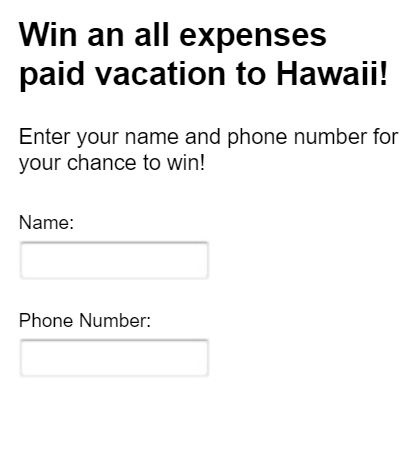 Win an all expenses
paid vacation to Hawaii!
Enter your name and phone number for
your chance to win!
Name:
Phone Number: